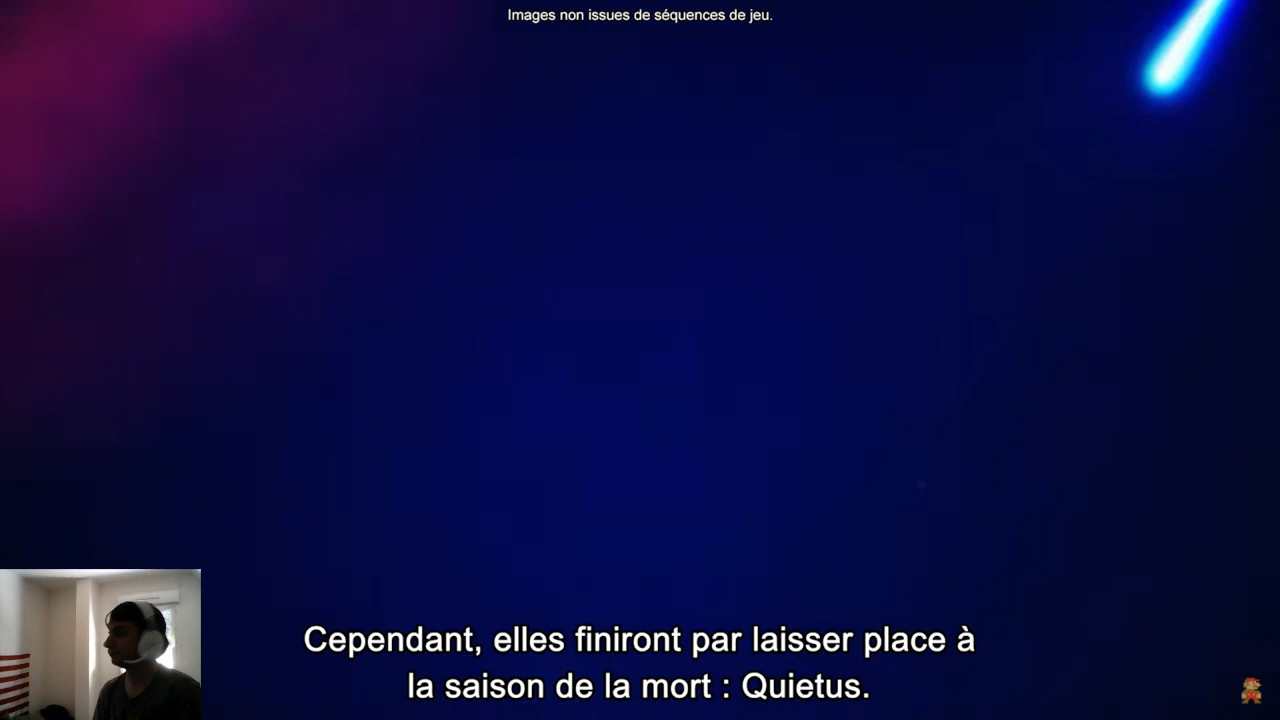 Images non issues de séquences de jeu.
Cependant, elles finiront par laisser place à
la saison de la mort : Quietus.